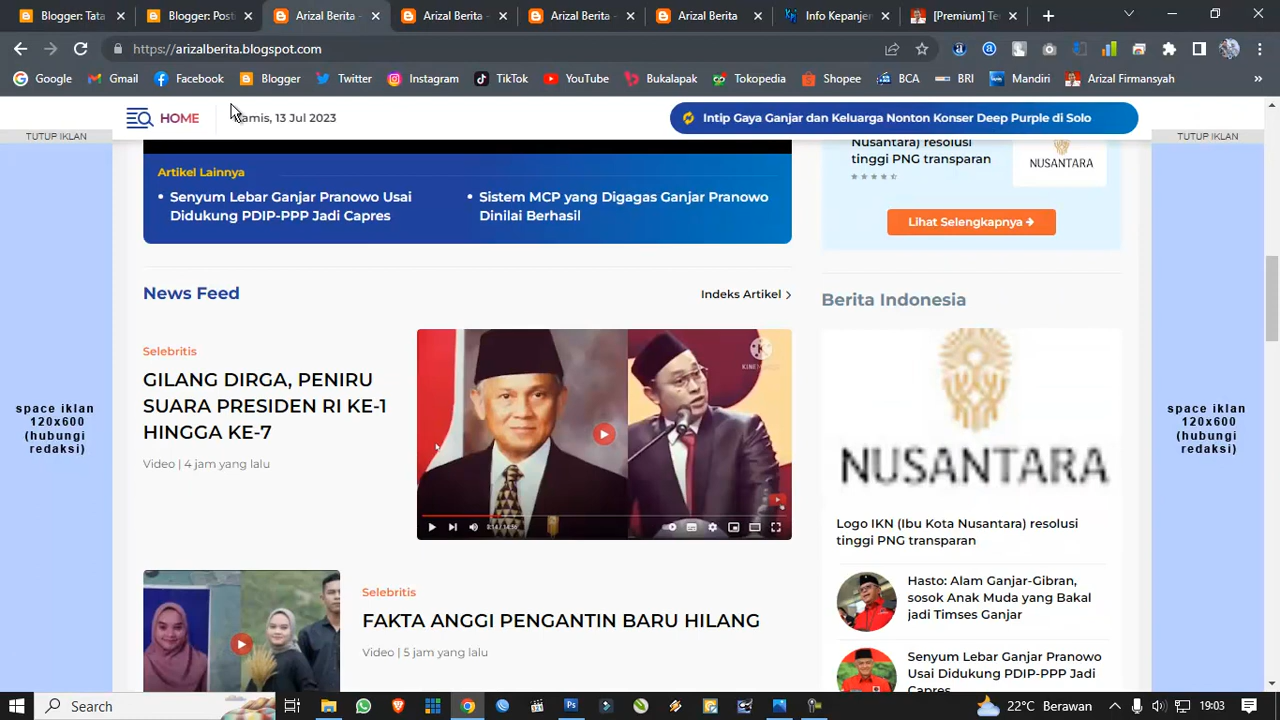 Blogger: Tata
Blogger: Post
Arizal Berita -
Arizal Berita -
Arizal Berita -
Arizal Berita -
Info Kepanjen
[Premium] Te
https://arizalberita.blogspot.com
Google
Gmail
Facebook
Blogger
Twitter
Instagram
TikTok
YouTube
Bukalapak
Tokopedia
Shopee
BCA
BRI
Mandiri
Arizal Firmansyah
HOME
amis, 13 Jul 2023
Intip Gaya Ganjar dan Keluarga Nonton Konser Deep Purple di Solo
TUTUP IKLAN
TUTUP IKLAN
Artikel Lainnya
Senyum Lebar Ganjar Pranowo Usai
Didukung PDIP-PPP Jadi Capres
Sistem MCP yang Digagas Ganjar Pranowo
Dinilai Berhasil
Nusantara) resolusi
tinggi PNG transparan
NUSANTARA
Lihat Selengkapnya
News Feed
Indeks Artikel
Berita Indonesia
Selebritis
GILANG DIRGA, PENIRU
SUARA PRESIDEN RI KE-1
HINGGA KE-7
Video | 4 jam yang lalu
NUSANTARA
space iklan
120x600
(hubungi
redaksi)
space iklan
120x600
(hubungi
redaksi)
Logo IKN (Ibu Kota Nusantara) resolusi
tinggi PNG transparan
Selebritis
FAKTA ANGGI PENGANTIN BARU HILANG
Video | 5 jam yang lalu
Hasto: Alam Ganjar-Gibran,
sosok Anak Muda yang Bakal
jadi Timses Ganjar
Senyum Lebar Ganjar Pranowo
Usai Didukung PDIP-PPP Jadi
Capres
Search
22°C Berawan
19:03